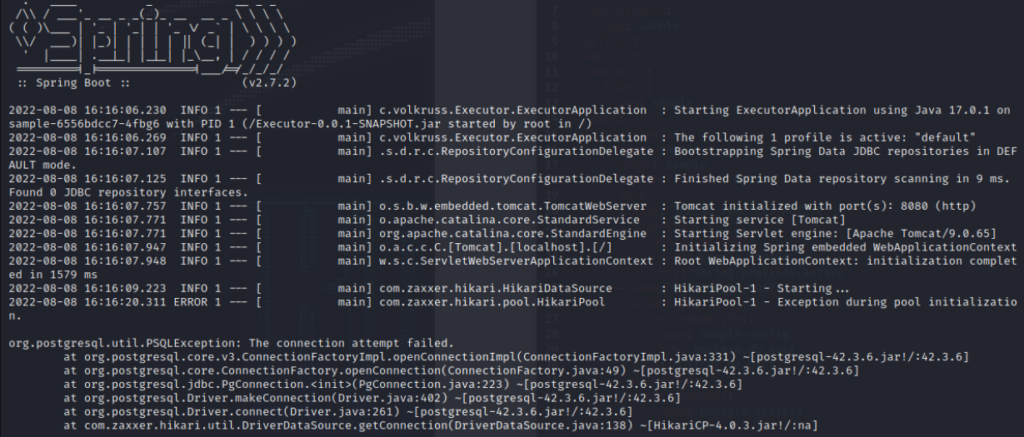 Spring
:: Spring Boot ::                (v2.7.2)
2022-08-08 16:16:06.230  INFO 1 --- [           main] c.volkruss.Executor.ExecutorApplication  : Starting ExecutorApplication using Java 17.0.1 on
sample-6556bdcc7-4fbg6 with PID 1 (/Executor-0.0.1-SNAPSHOT.jar started by root in /)
2022-08-08 16:16:06.269  INFO 1 --- [           main] c.volkruss.Executor.ExecutorApplication  : The following 1 profile is active: "default"
2022-08-08 16:16:07.107  INFO 1 --- [           main] .s.d.r.c.RepositoryConfigurationDelegate : Bootstrapping Spring Data JDBC repositories in DEF
AULT mode.
2022-08-08 16:16:07.125  INFO 1 --- [           main] .s.d.r.c.RepositoryConfigurationDelegate : Finished Spring Data repository scanning in 9 ms.
Found 0 JDBC repository interfaces.
2022-08-08 16:16:07.757  INFO 1 --- [           main] o.s.b.w.embedded.tomcat.TomcatWebServer  : Tomcat initialized with port(s): 8080 (http)
2022-08-08 16:16:07.771  INFO 1 --- [           main] o.apache.catalina.core.StandardService   : Starting service [Tomcat]
2022-08-08 16:16:07.771  INFO 1 --- [           main] org.apache.catalina.core.StandardEngine  : Starting Servlet engine: [Apache Tomcat/9.0.65]
2022-08-08 16:16:07.947  INFO 1 --- [           main] o.a.c.c.C.[Tomcat].[localhost].[/]       : Initializing Spring embedded WebApplicationContext
2022-08-08 16:16:07.948  INFO 1 --- [           main] w.s.c.ServletWebServerApplicationContext : Root WebApplicationContext: initialization complet
ed in 1579 ms
2022-08-08 16:16:09.223  INFO 1 --- [           main] com.zaxxer.hikari.HikariDataSource       : HikariPool-1 - Starting...
2022-08-08 16:16:20.311 ERROR 1 --- [           main] com.zaxxer.hikari.pool.HikariPool        : HikariPool-1 - Exception during pool initializatio
n.
org.postgresql.util.PSQLException: The connection attempt failed.
at org.postgresql.core.v3.ConnectionFactoryImpl.openConnectionImpl(ConnectionFactoryImpl.java:331) ~[postgresql-42.3.6.jar!/:42.3.6]
at org.postgresql.core.ConnectionFactory.openConnection(ConnectionFactory.java:49) ~[postgresql-42.3.6.jar!/:42.3.6]
at org.postgresql.jdbc.PgConnection.<init>(PgConnection.java:223) ~[postgresql-42.3.6.jar!/:42.3.6]
at org.postgresql.Driver.makeConnection(Driver.java:402) ~[postgresql-42.3.6.jar!/:42.3.6]
at org.postgresql.Driver.connect(Driver.java:261) ~[postgresql-42.3.6.jar!/:42.3.6]
at com.zaxxer.hikari.util.DriverDataSource.getConnection(DriverDataSource.java:138) ~[HikariCP-4.0.3.jar!/:na]